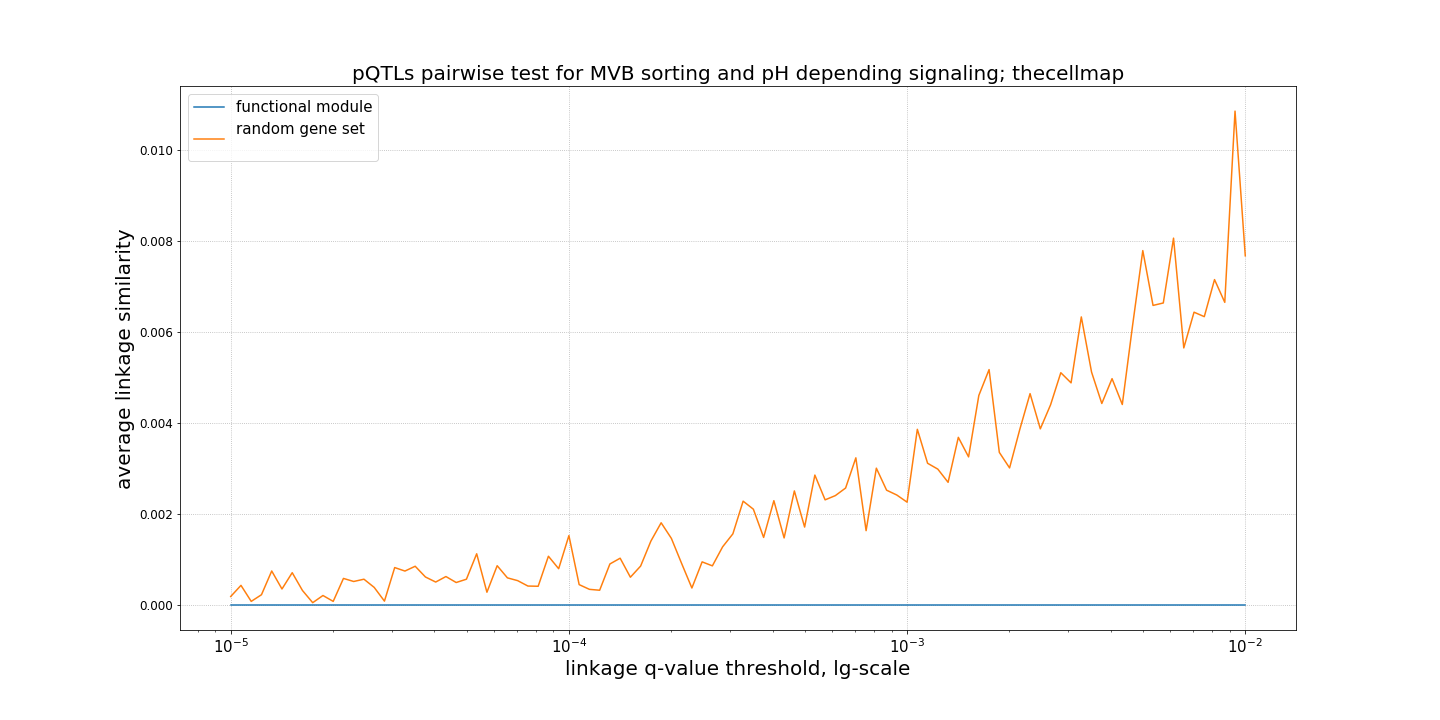 pQTLs pairwise test for MVB sorting and pH depending signaling; thecellmap
functional module
random gene set
average linkage similarity
0.010
0.008
0.006
0.004
0.002
0.000
10⁻⁵ 10⁻⁴ 10⁻³ 10⁻²
linkage q-value threshold, lg-scale